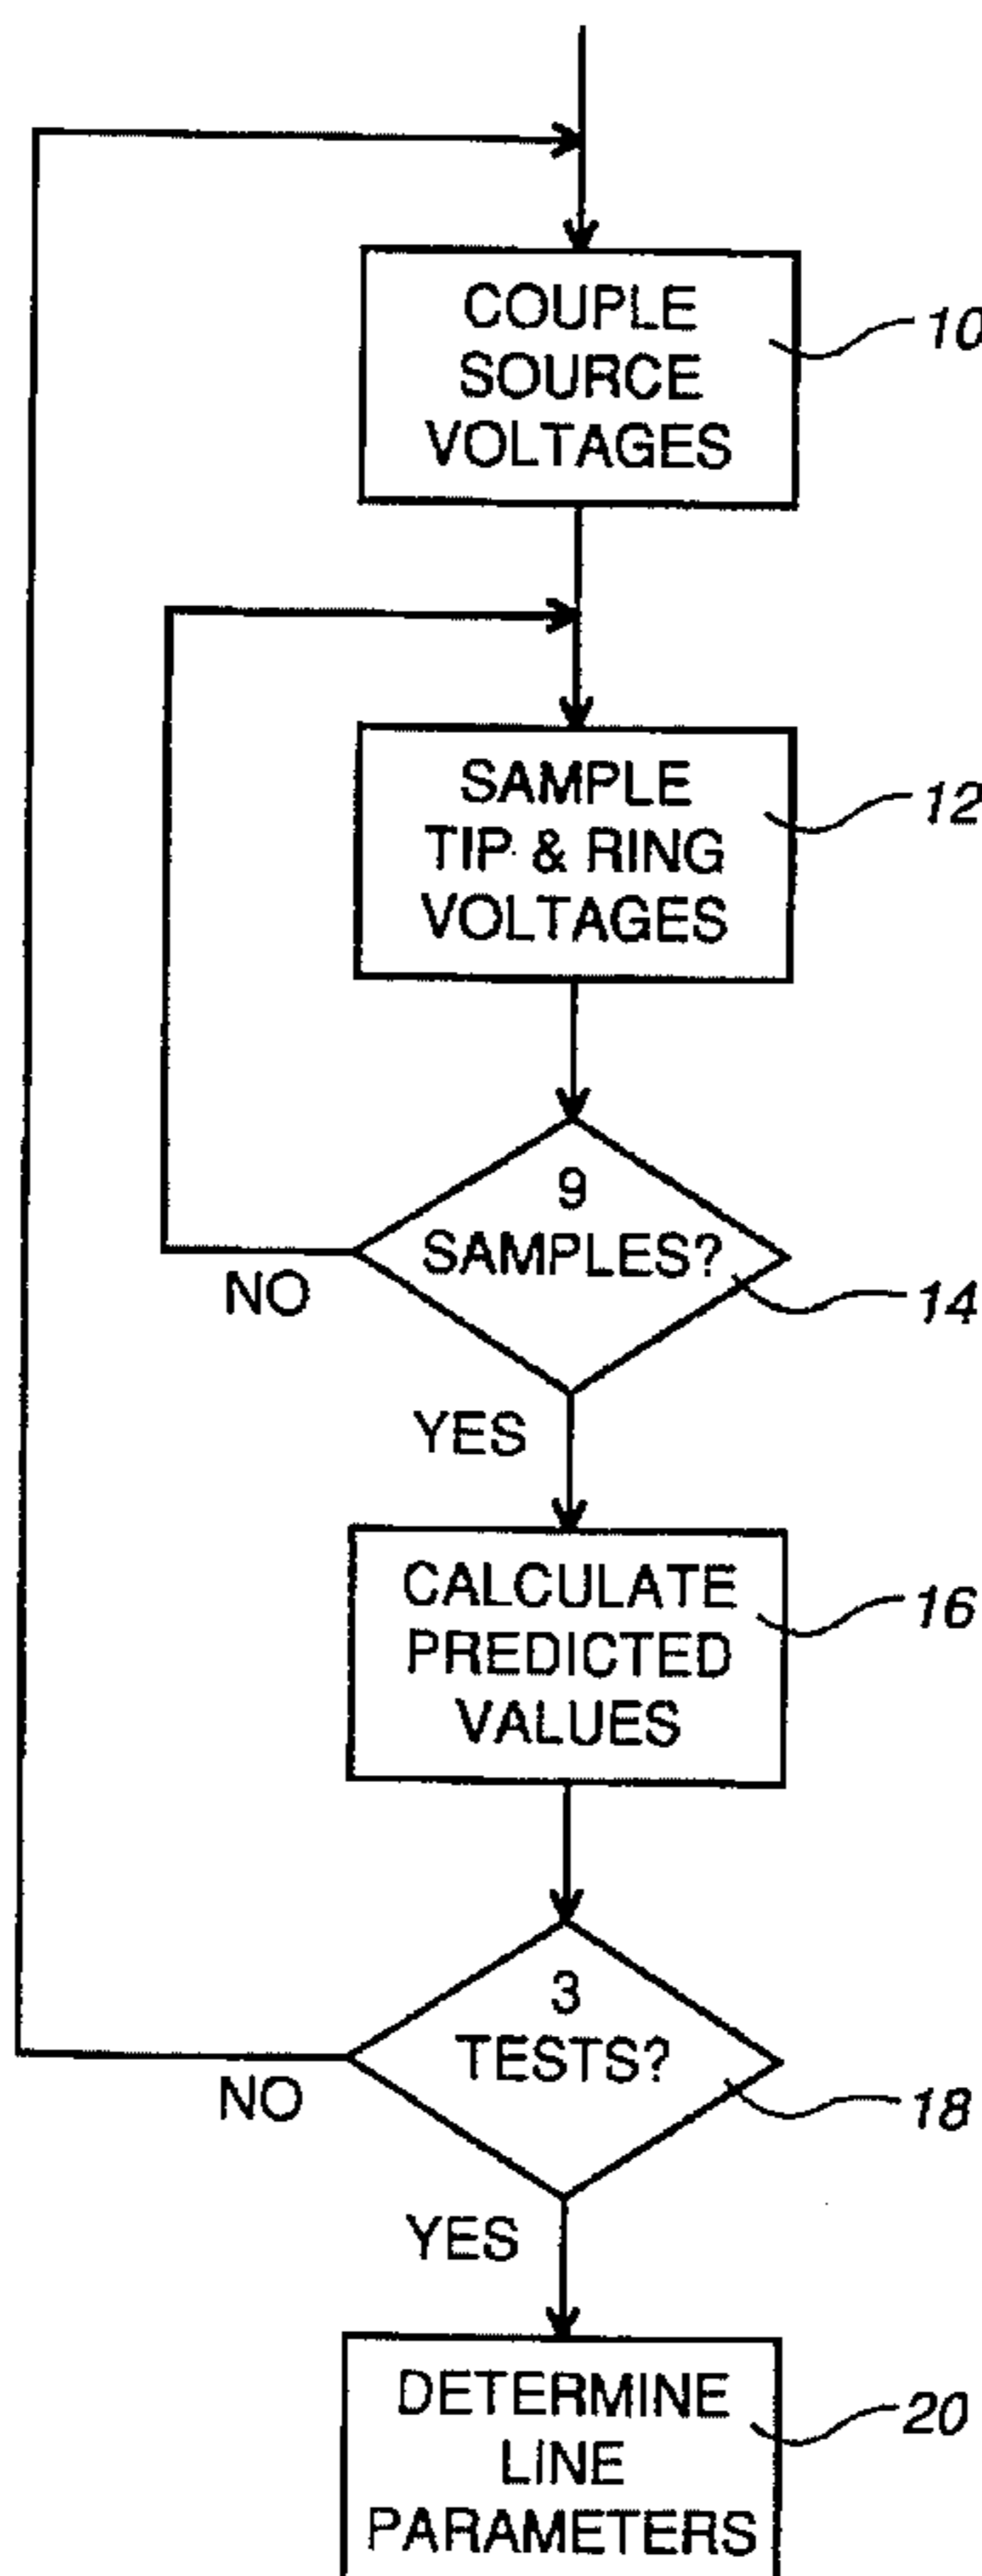 COUPLE
SOURCE
VOLTAGES
10
SAMPLE
TIP & RING
VOLTAGES
12
9
SAMPLES?
14
NO
YES
CALCULATE
PREDICTED
VALUES
16
3
TESTS?
18
NO
YES
DETERMINE
LINE
PARAMETERS
20